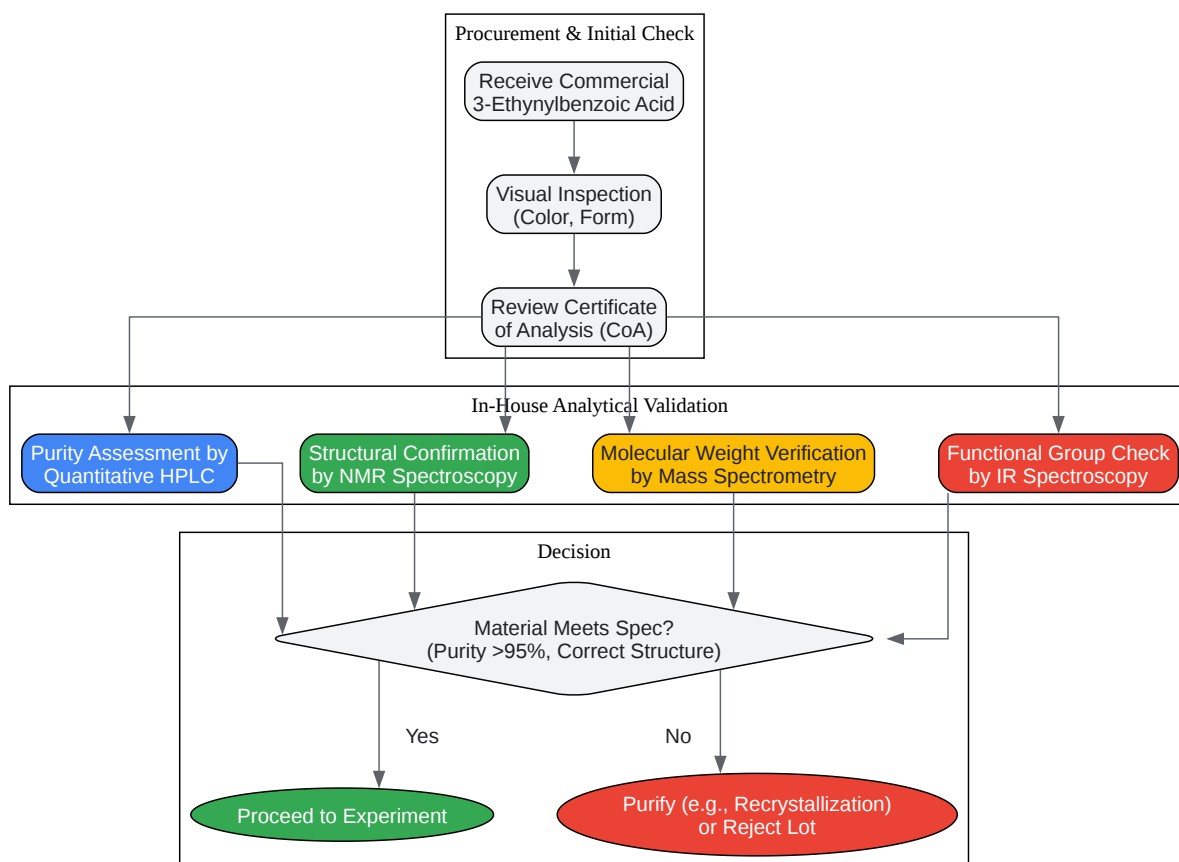 Procurement & Initial Check
Receive Commercial
3-Ethynylbenzoic Acid
Visual Inspection
(Color, Form)
Review Certificate
of Analysis (CoA)
In-House Analytical Validation
Purity Assessment by
Quantitative HPLC
Structural Confirmation
by NMR Spectroscopy
Molecular Weight Verification
by Mass Spectrometry
Functional Group Check
by IR Spectroscopy
Decision
Material Meets Spec?
(Purity >95%, Correct Structure)
Yes
No
Proceed to Experiment
Purify (e.g., Recrystallization)
or Reject Lot